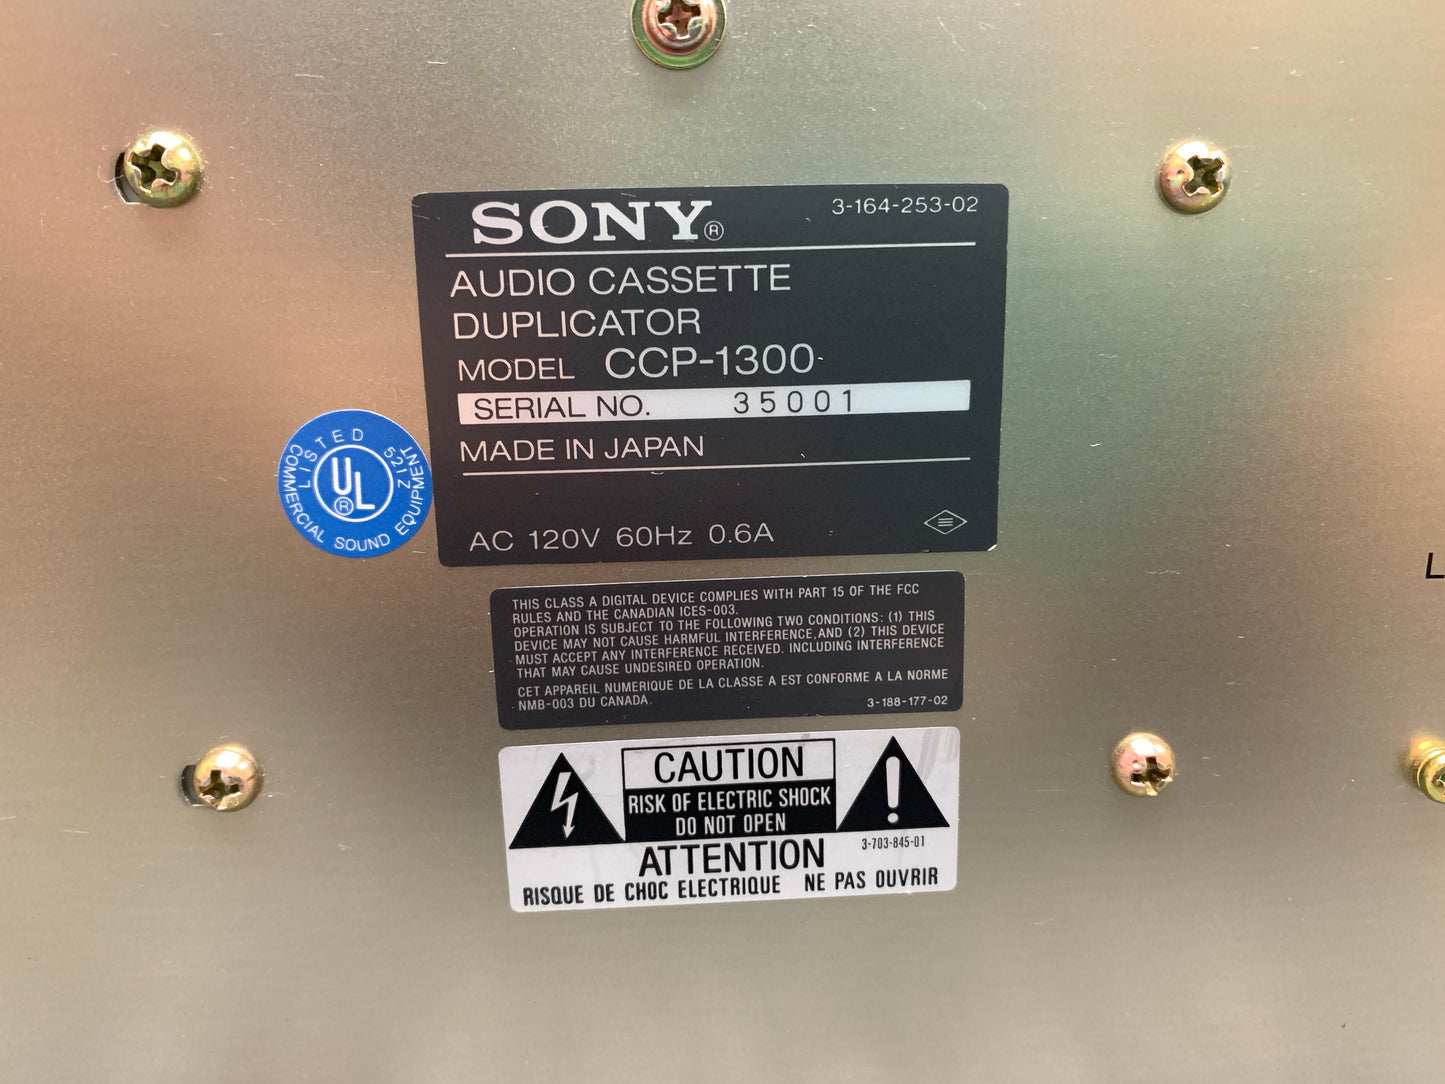 SONY®
3-164-253-02
AUDIO CASSETTE
DUPLICATOR
MODEL CCP-1300
SERIAL NO. 35001
MADE IN JAPAN
AC 120V 60Hz 0.6A
LISTED 521Z
UL®
COMMERCIAL SOUND EQUIPMENT
THIS CLASS A DIGITAL DEVICE COMPLIES WITH PART 15 OF THE FCC
RULES AND THE CANADIAN ICES-003.
OPERATION IS SUBJECT TO THE FOLLOWING TWO CONDITIONS: (1) THIS
DEVICE MAY NOT CAUSE HARMFUL INTERFERENCE,AND (2) THIS DEVICE
MUST ACCEPT ANY INTERFERENCE RECEIVED. INCLUDING INTERFERENCE
THAT MAY CAUSE UNDESIRED OPERATION.
CET APPAREIL NUMERIQUE DE LA CLASSE A EST CONFORME A LA NORME
NMB-003 DU CANADA.
3-188-177-02
CAUTION
RISK OF ELECTRIC SHOCK
DO NOT OPEN
3-703-845-01
ATTENTION
RISQUE DE CHOC ELECTRIQUE NE PAS OUVRIR